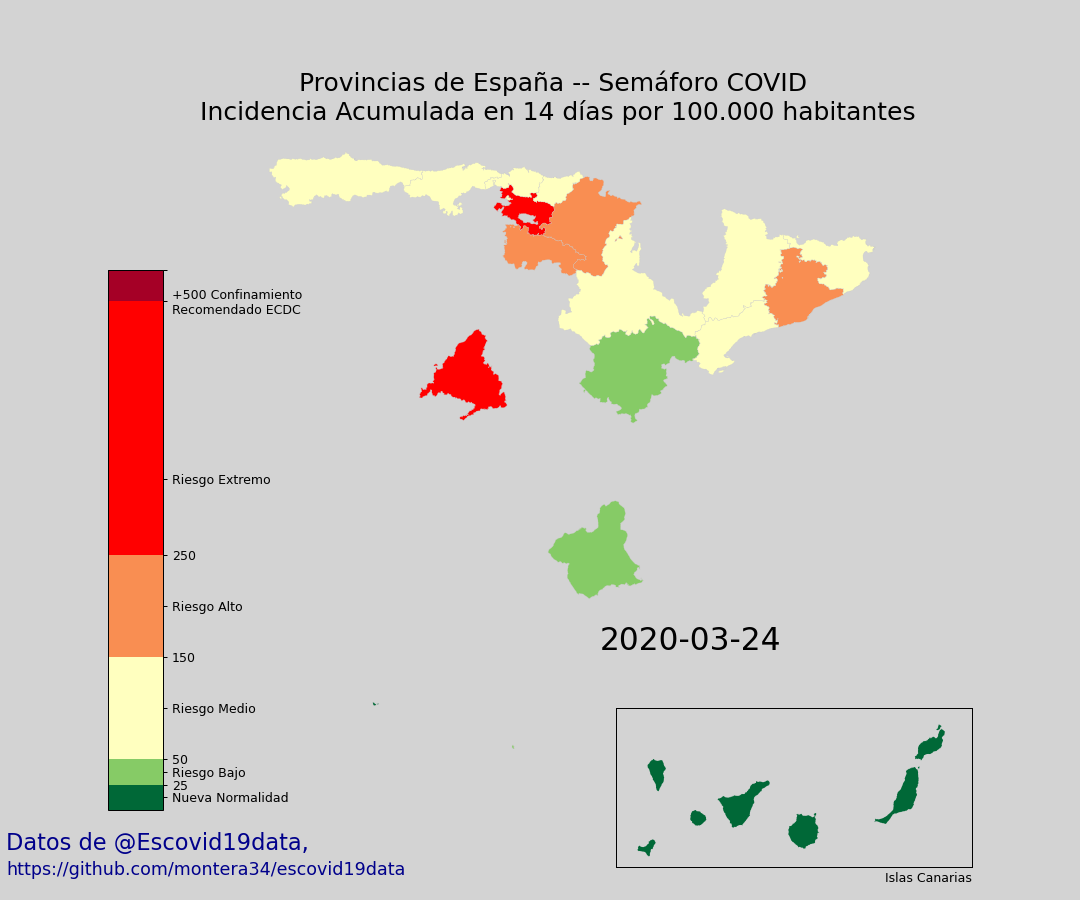 Provincias de España -- Semáforo COVID
Incidencia Acumulada en 14 días por 100.000 habitantes
+500 Confinamiento
Recomendado ECDC
Riesgo Extremo
250
Riesgo Alto
150
Riesgo Medio
50
Riesgo Bajo
25
Nueva Normalidad
2020-03-24
Islas Canarias
Datos de @Escovid19data,
https://github.com/montera34/escovid19data